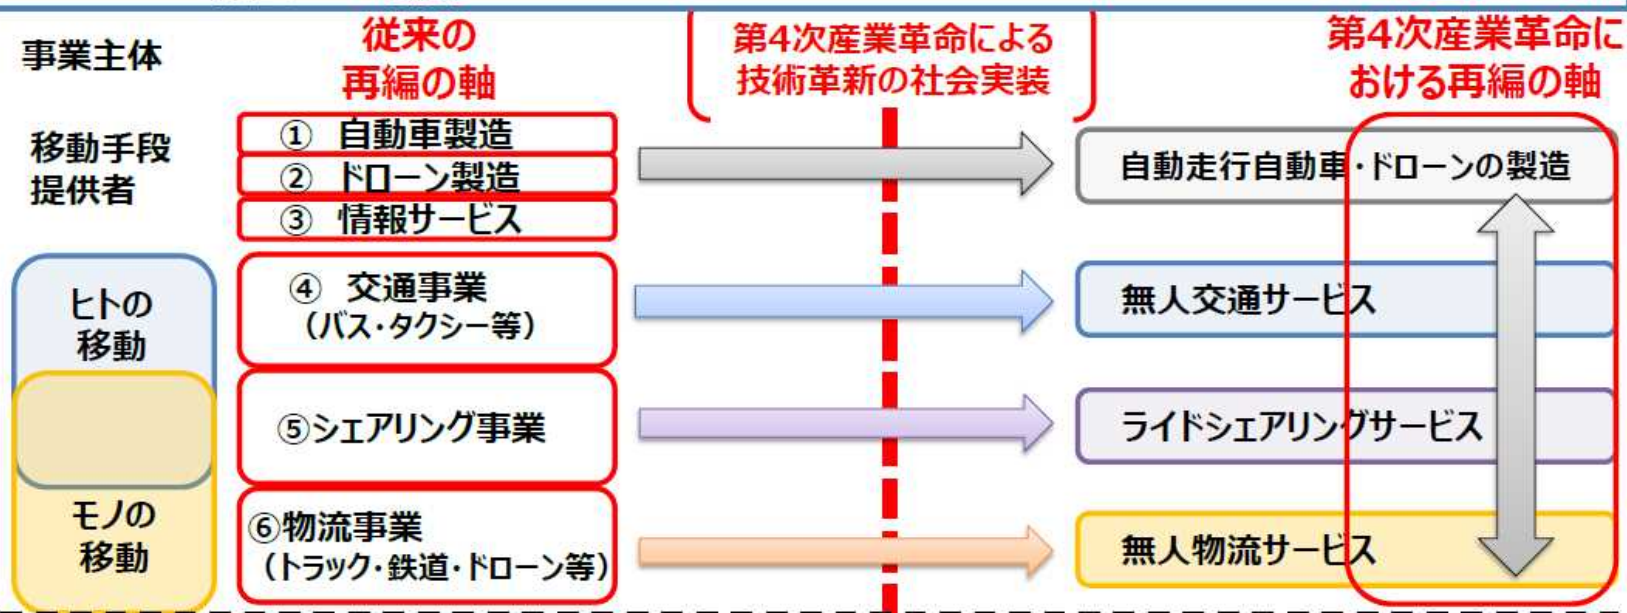 事業主体
従来の
再編の軸
第4次産業革命による
技術革新の社会実装
第4次産業革命に
おける再編の軸
移動手段
提供者
① 自動車製造
② ドローン製造
③ 情報サービス
自動走行自動車・ドローンの製造
ヒトの
移動
④ 交通事業
（バス・タクシー等）
無人交通サービス
⑤シェアリング事業
ライドシェアリングサービス
モノの
移動
⑥物流事業
（トラック・鉄道・ドローン等）
無人物流サービス